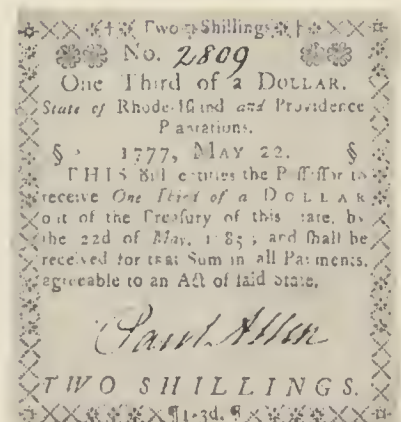 Two Shillings
No. 2809
One Third of a DOLLAR.
State of Rhode-Island and Providence
Plantations.
§ 1777, MAY 22. §
THIS Bill entitles the Poſſeſſor to
receive One Third of a DOLLAR
out of the Treaſury of this State, by
the 22d of May, 1785; and ſhall be
received for that Sum in all Payments,
agreeable to an Act of ſaid State,
Paul Allen
TWO SHILLINGS.
¶1-3d.¶